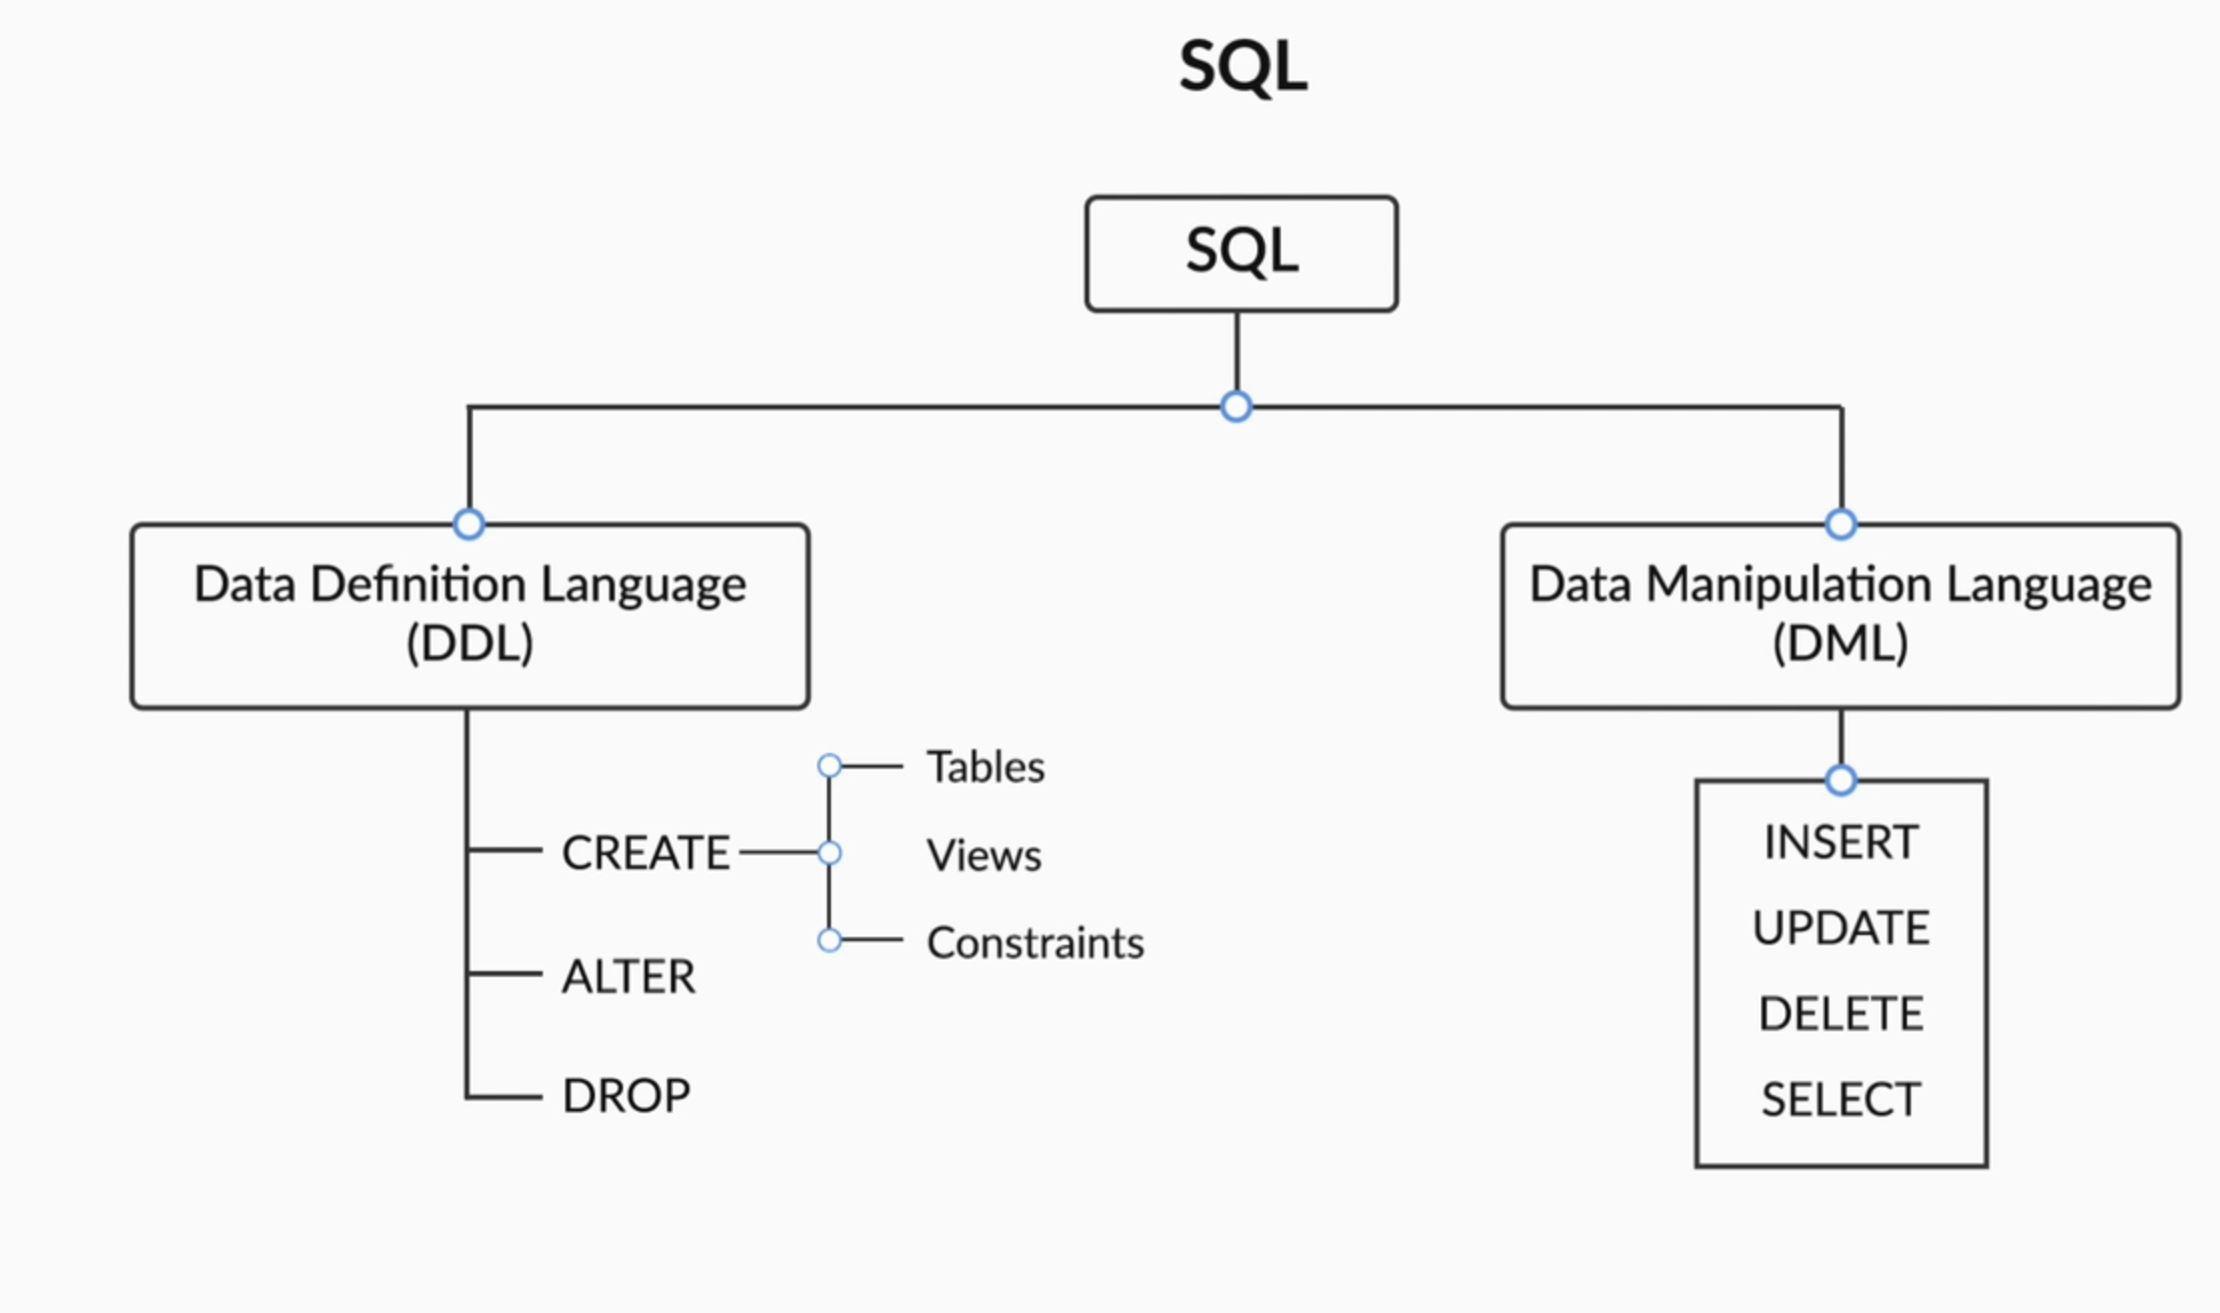 SQL
SQL
Data Definition Language
(DDL)
CREATE
Tables
Views
Constraints
ALTER
DROP
Data Manipulation Language
(DML)
INSERT
UPDATE
DELETE
SELECT